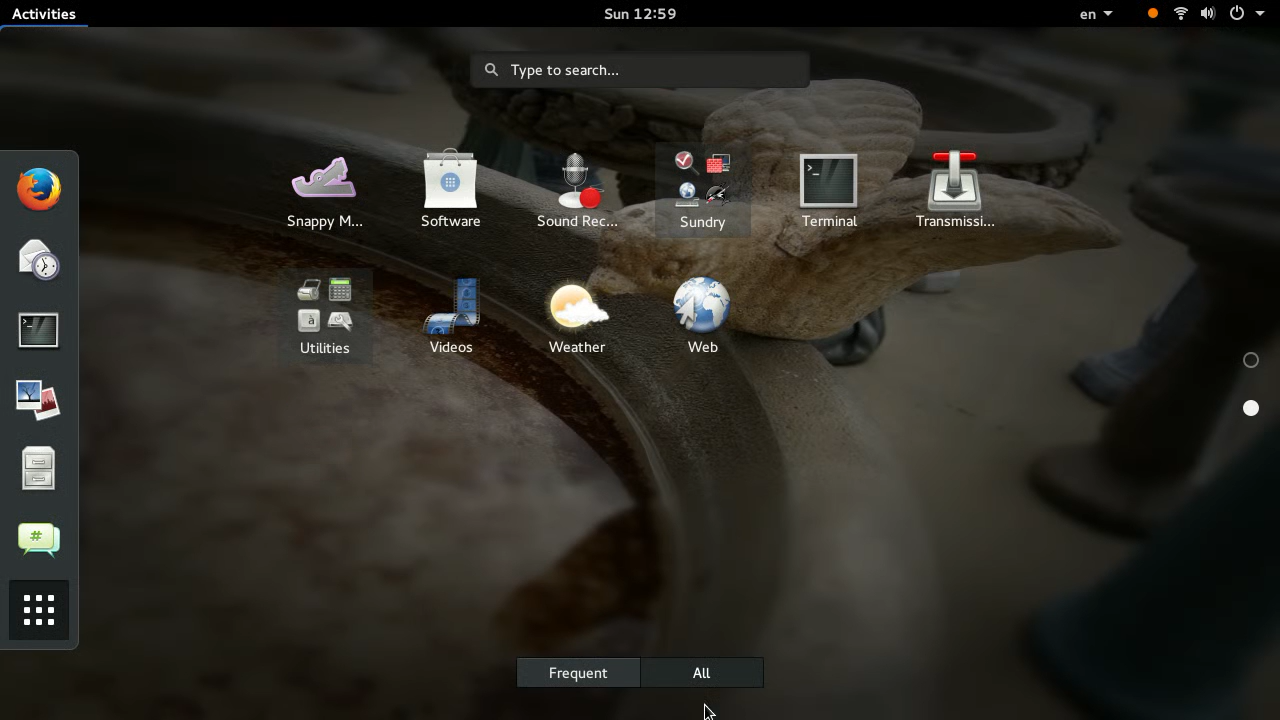 Activities
Sun 12:59
en
Type to search...
Snappy M...
Software
Sound Rec...
Sundry
Terminal
Transmissi...
Utilities
Videos
Weather
Web
Frequent
All